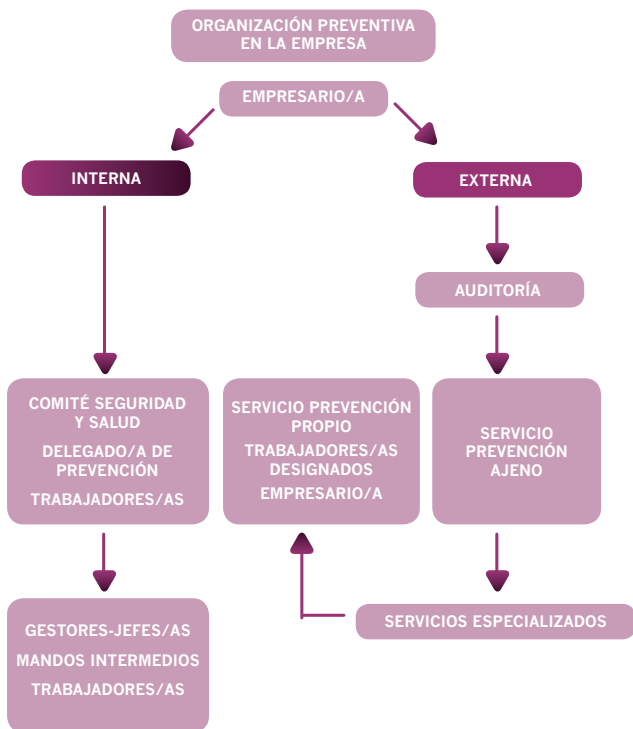 ORGANIZACIÓN PREVENTIVA
EN LA EMPRESA
EMPRESARIO/A
INTERNA
EXTERNA
AUDITORÍA
COMITÉ SEGURIDAD
Y SALUD
DELEGADO/A DE
PREVENCIÓN
TRABAJADORES/AS
SERVICIO PREVENCIÓN
PROPIO
TRABAJADORES/AS
DESIGNADOS
EMPRESARIO/A
SERVICIO
PREVENCIÓN
AJENO
GESTORES-JEFES/AS
MANDOS INTERMEDIOS
TRABAJADORES/AS
SERVICIOS ESPECIALIZADOS